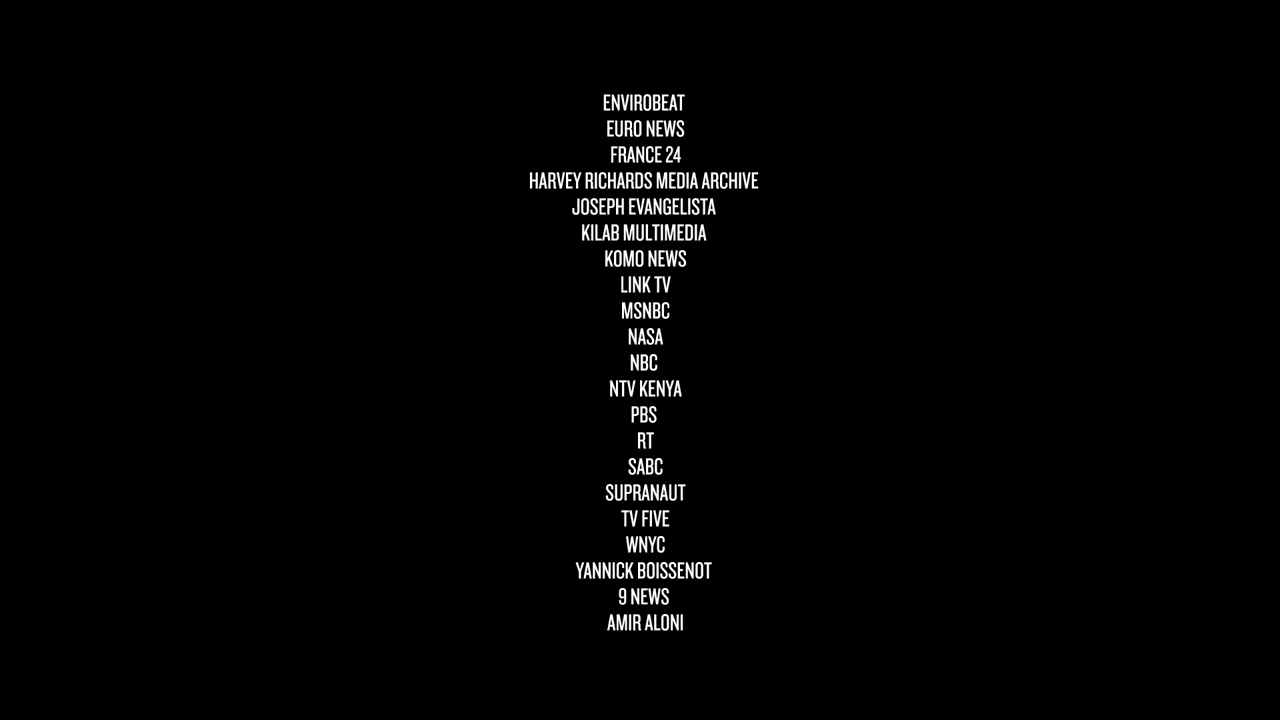 ENVIROBEAT
EURO NEWS
FRANCE 24
HARVEY RICHARDS MEDIA ARCHIVE
JOSEPH EVANGELISTA
KILAB MULTIMEDIA
KOMO NEWS
LINK TV
MSNBC
NASA
NBC
NTV KENYA
PBS
RT
SABC
SUPRANAUT
TV FIVE
WNYC
YANNICK BOISSENOT
9 NEWS
AMIR ALONI